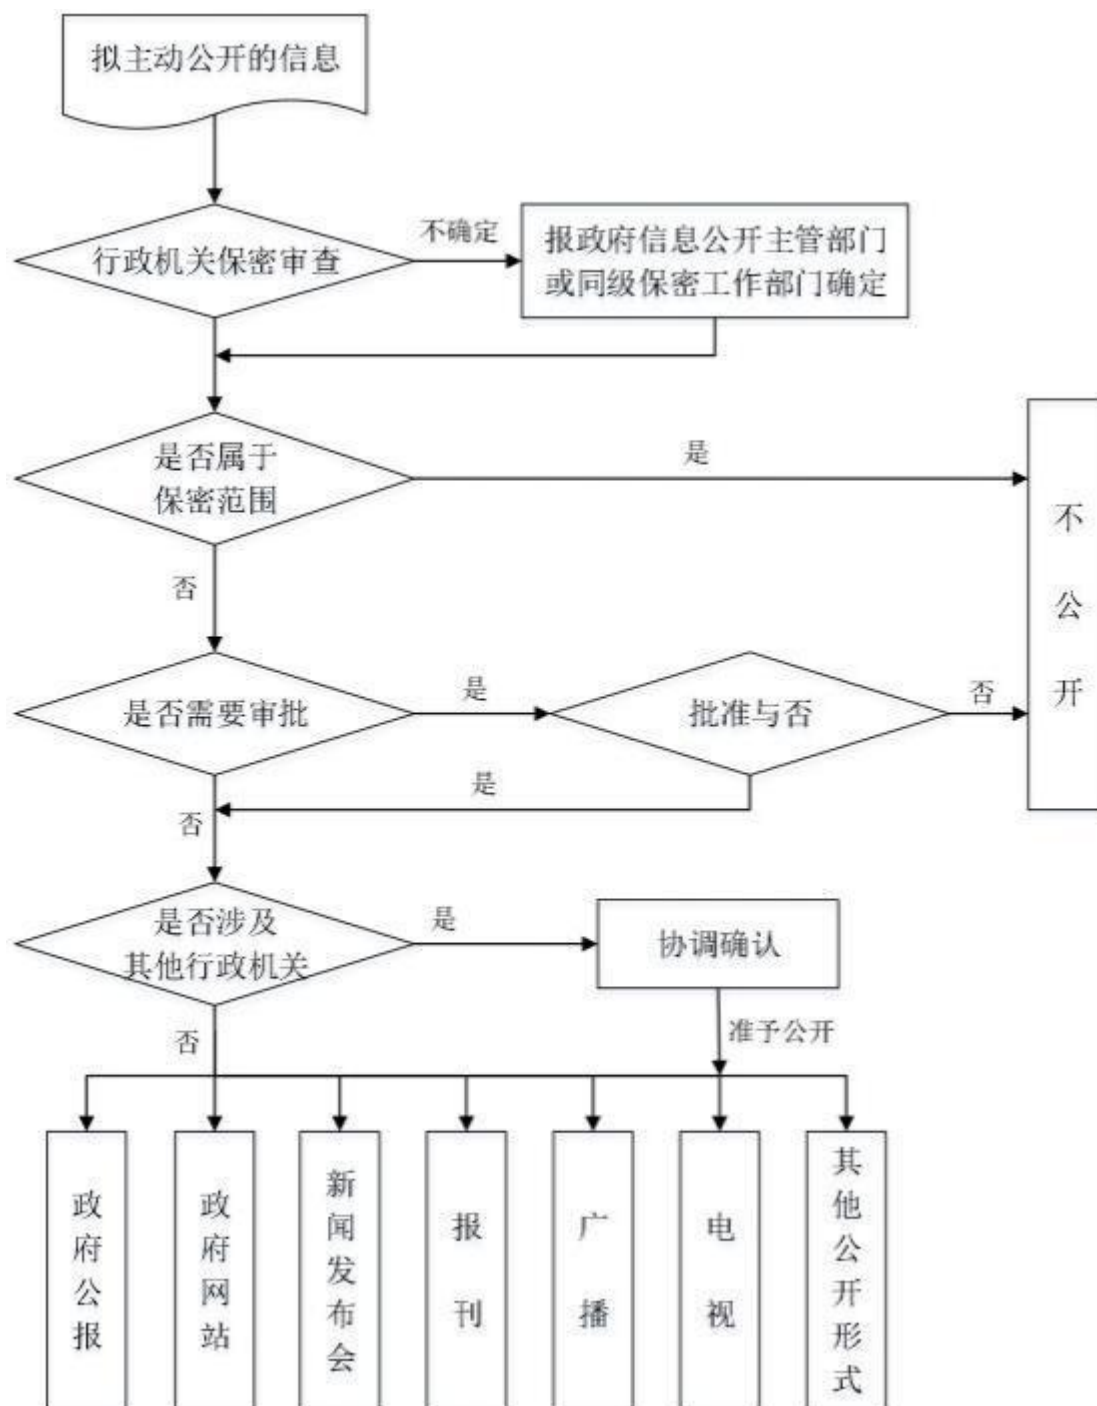 拟主动公开的信息
不确定
行政机关保密审查
报政府信息公开主管部门
或同级保密工作部门确定
是否属于
保密范围
是
不公开
否
是否需要审批
是
批准与否
否
是
否
是否涉及
其他行政机关
是
协调确认
否
准予公开
政府公报
政府网站
新闻发布会
报刊
广播
电视
其他公开形式